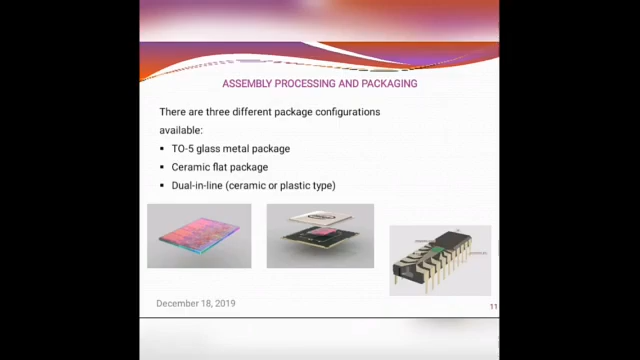 ASSEMBLY PROCESSING AND PACKAGING
There are three different package configurations
available:
▪ TO-5 glass metal package
▪ Ceramic flat package
▪ Dual-in-line (ceramic or plastic type)
December 18, 2019
11